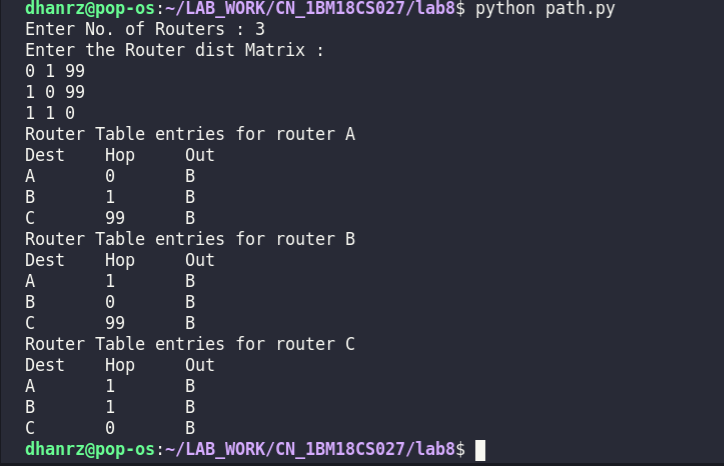 dhanrz@pop-os:~/LAB_WORK/CN_1BM18CS027/lab8$ python path.py
Enter No. of Routers : 3
Enter the Router dist Matrix :
0 1 99
1 0 99
1 1 0
Router Table entries for router A
Dest    Hop     Out
A       0       B
B       1       B
C       99      B
Router Table entries for router B
Dest    Hop     Out
A       1       B
B       0       B
C       99      B
Router Table entries for router C
Dest    Hop     Out
A       1       B
B       1       B
C       0       B
dhanrz@pop-os:~/LAB_WORK/CN_1BM18CS027/lab8$